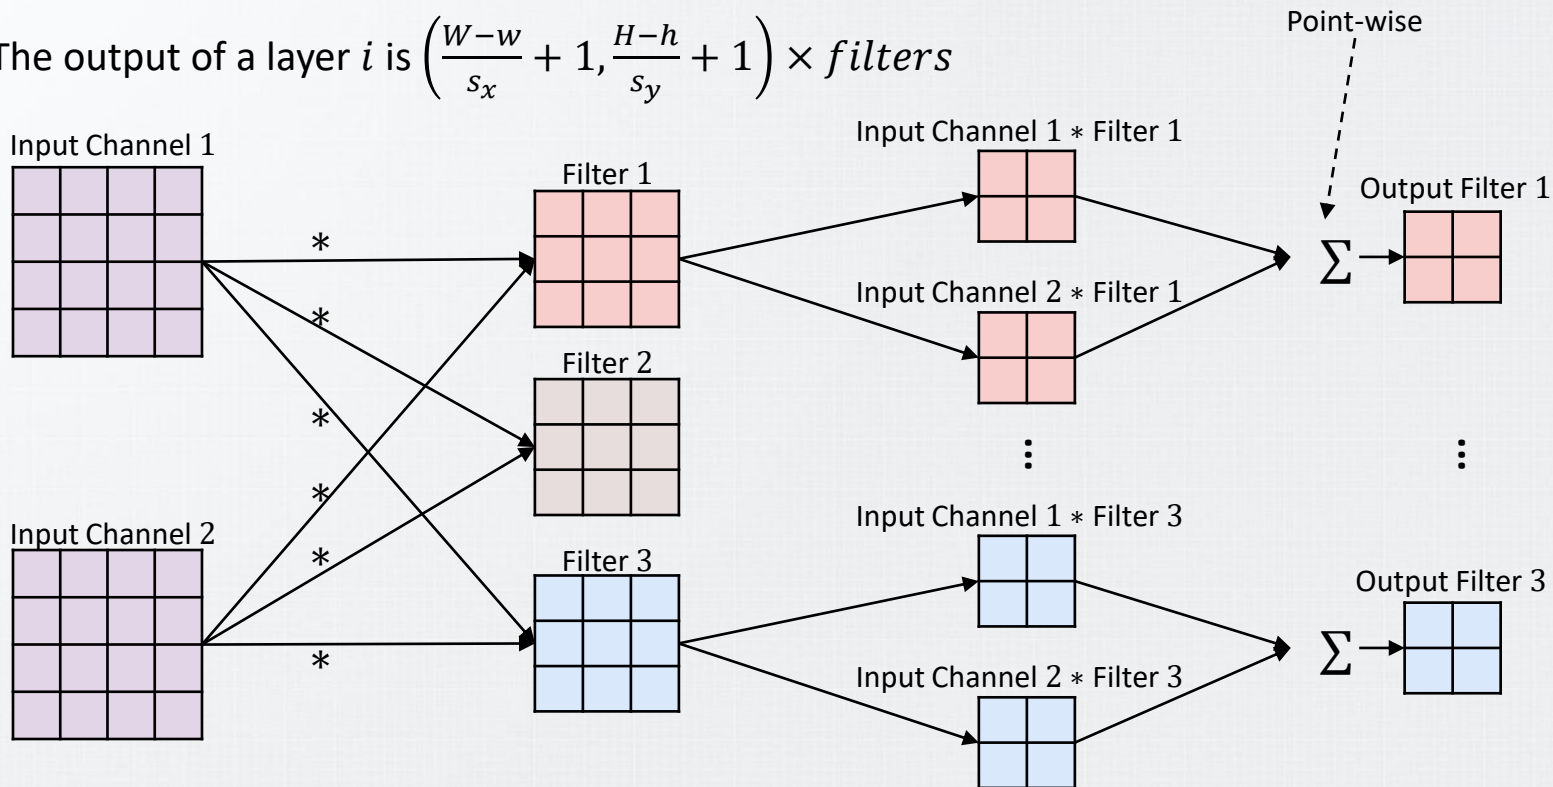 The output of a layer i is ((W−w)/s_x + 1, (H−h)/s_y + 1) × filters
Point-wise
Input Channel 1
Filter 1
Input Channel 1 ∗ Filter 1
Output Filter 1
∗
∗
∑
Input Channel 2 ∗ Filter 1
Filter 2
∗
⋮
⋮
∗
Input Channel 2
∗
Filter 3
Input Channel 1 ∗ Filter 3
Output Filter 3
∗
∑
Input Channel 2 ∗ Filter 3